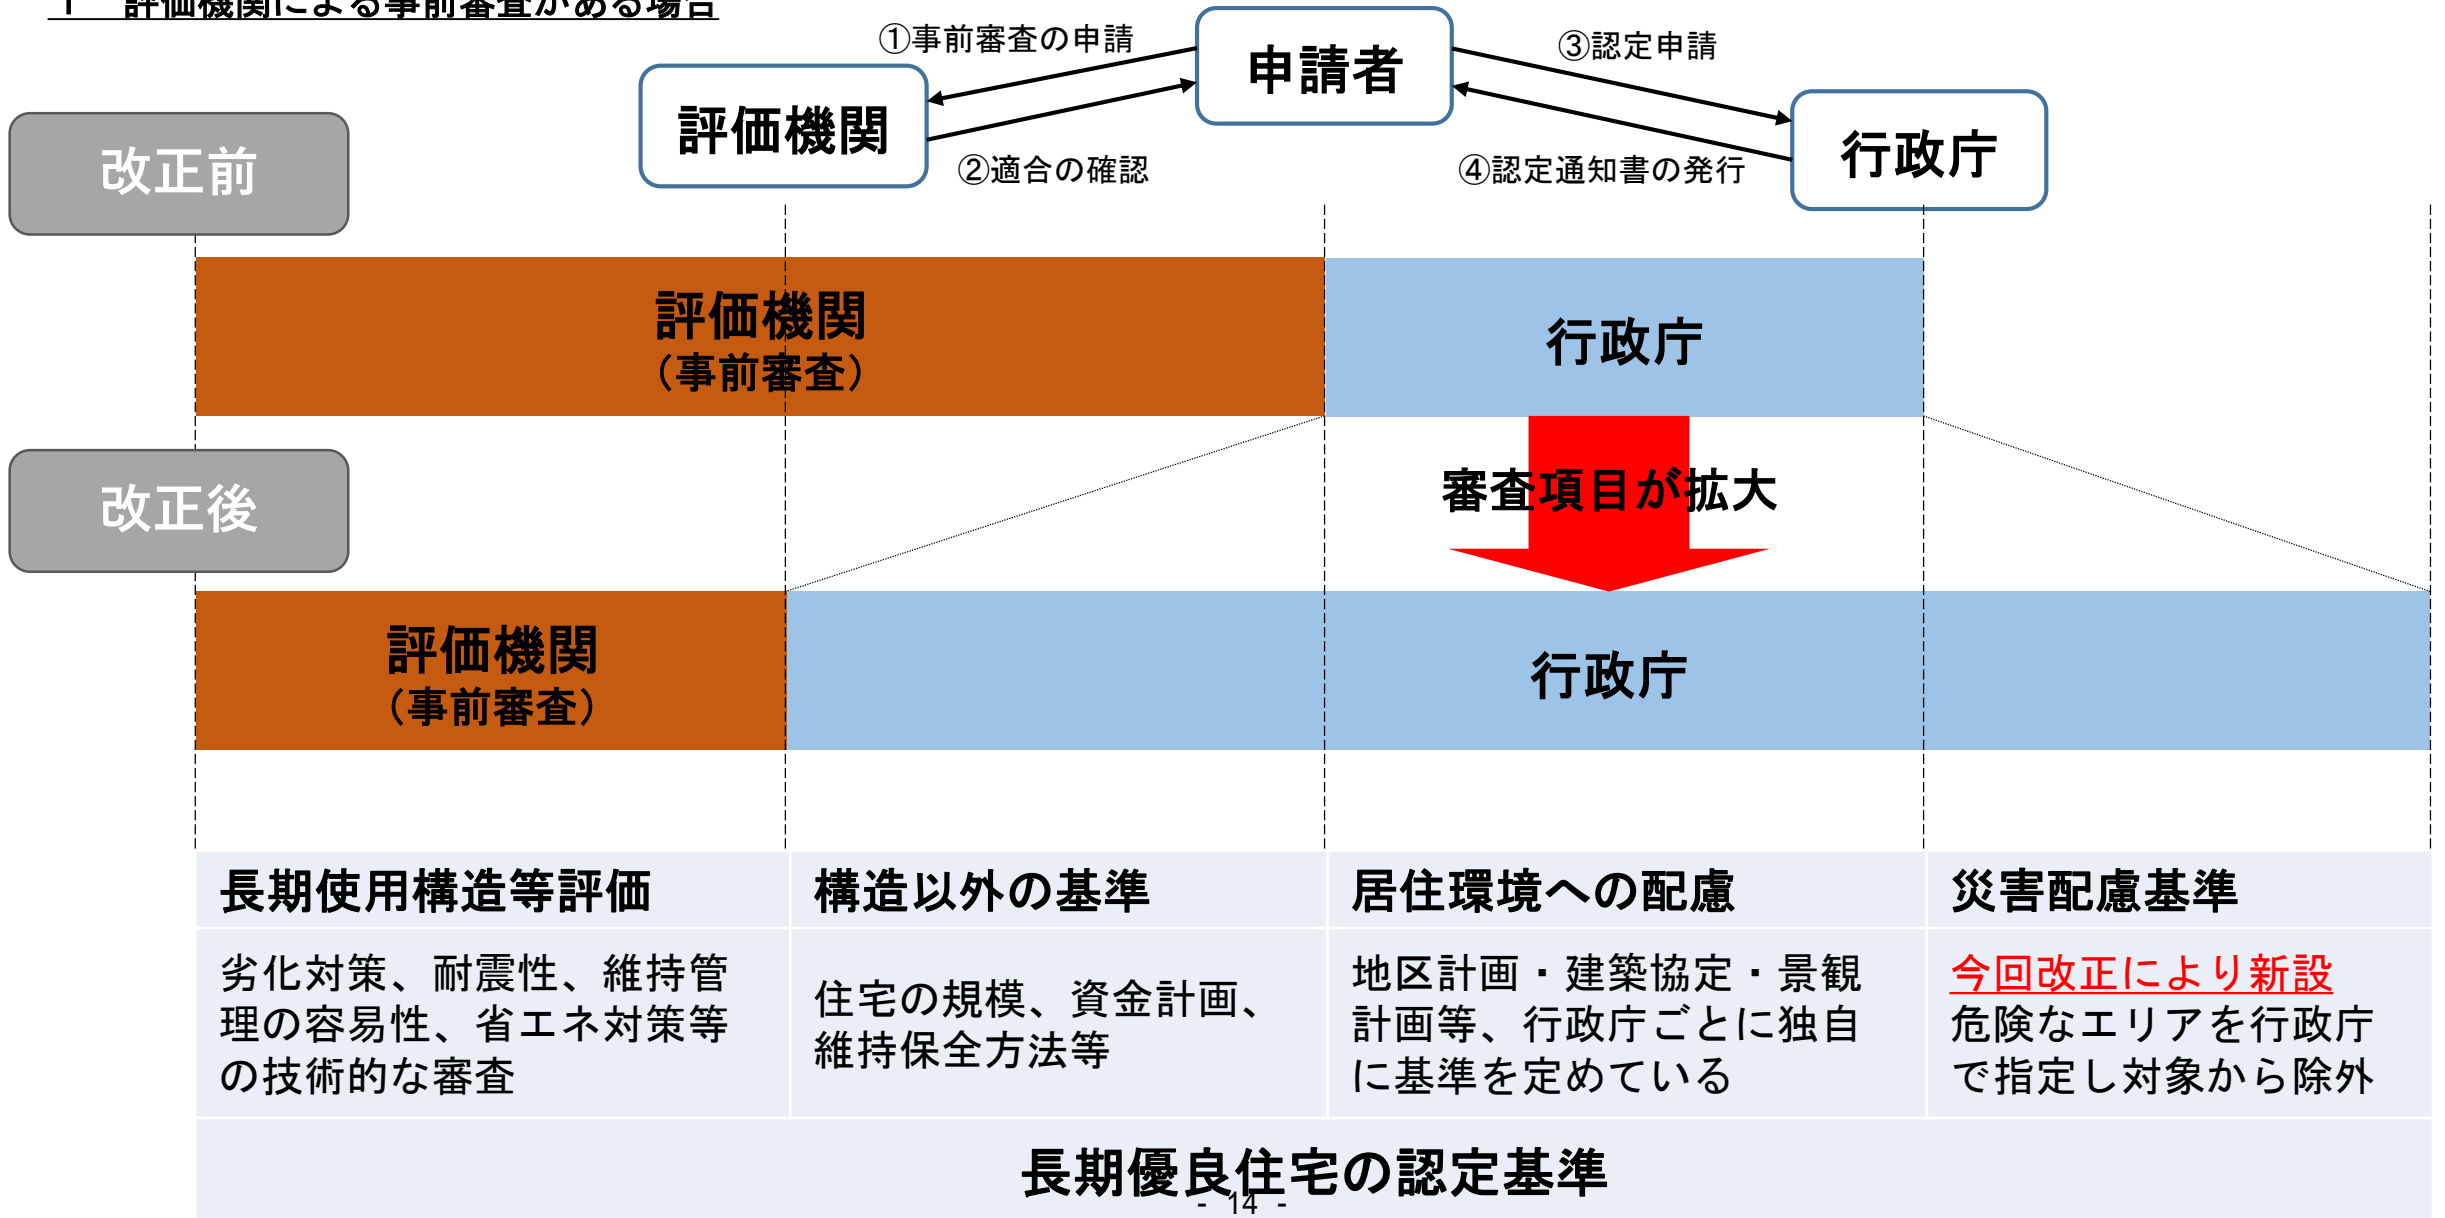 1　評価機関による事前審査がある場合
①事前審査の申請
申請者
③認定申請
評価機関
行政庁
改正前
②適合の確認
④認定通知書の発行
評価機関
（事前審査）
行政庁
改正後
審査項目が拡大
評価機関
（事前審査）
行政庁
長期使用構造等評価
構造以外の基準
居住環境への配慮
災害配慮基準
劣化対策、耐震性、維持管
理の容易性、省エネ対策等
の技術的な審査
住宅の規模、資金計画、
維持保全方法等
地区計画・建築協定・景観
計画等、行政庁ごとに独自
に基準を定めている
今回改正により新設
危険なエリアを行政庁
で指定し対象から除外
長期優良住宅の認定基準
- 14 -